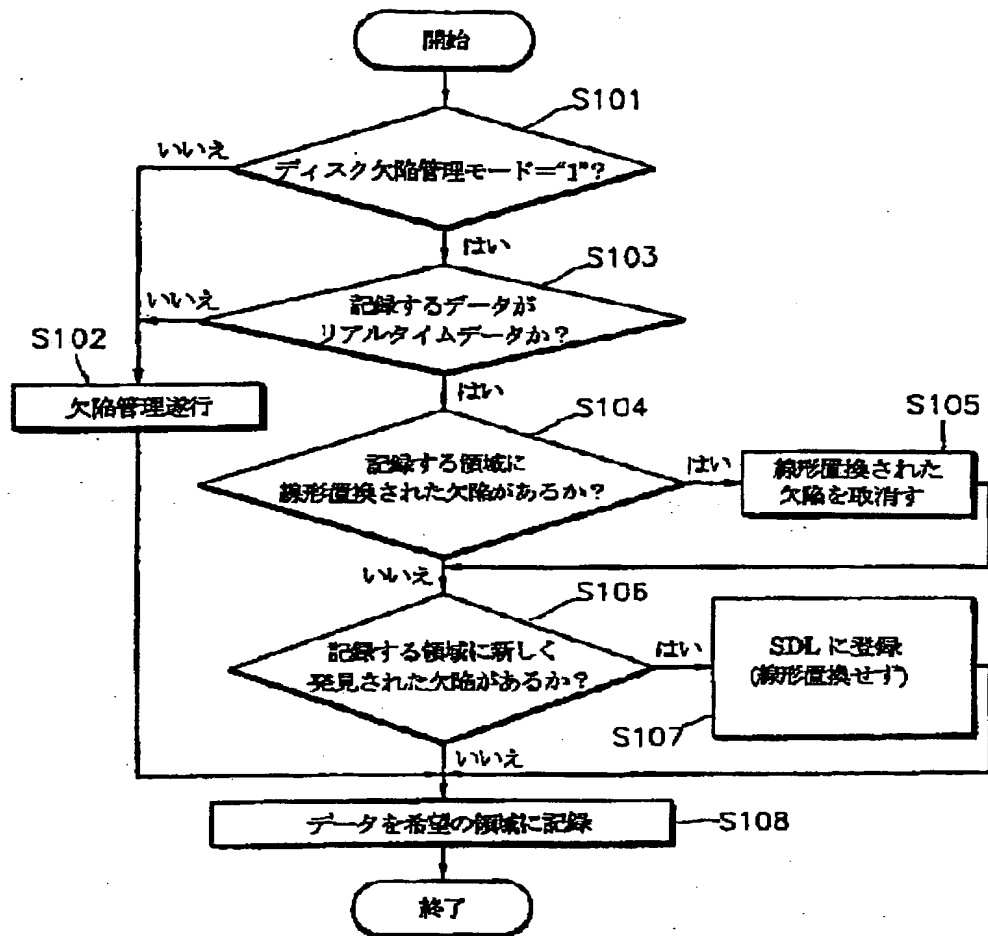 開始
S101
いいえ
ディスク欠陥管理モード="1"?
はい
S103
いいえ
記録するデータが
リアルタイムデータか?
S102
欠陥管理遂行
はい
S104
S105
記録する領域に
線形置換された欠陥があるか?
はい
線形置換された
欠陥を取消す
いいえ
S106
記録する領域に新しく
発見された欠陥があるか?
はい
SDLに登録
(線形置換せず)
S107
いいえ
データを希望の領域に記録
S108
終了